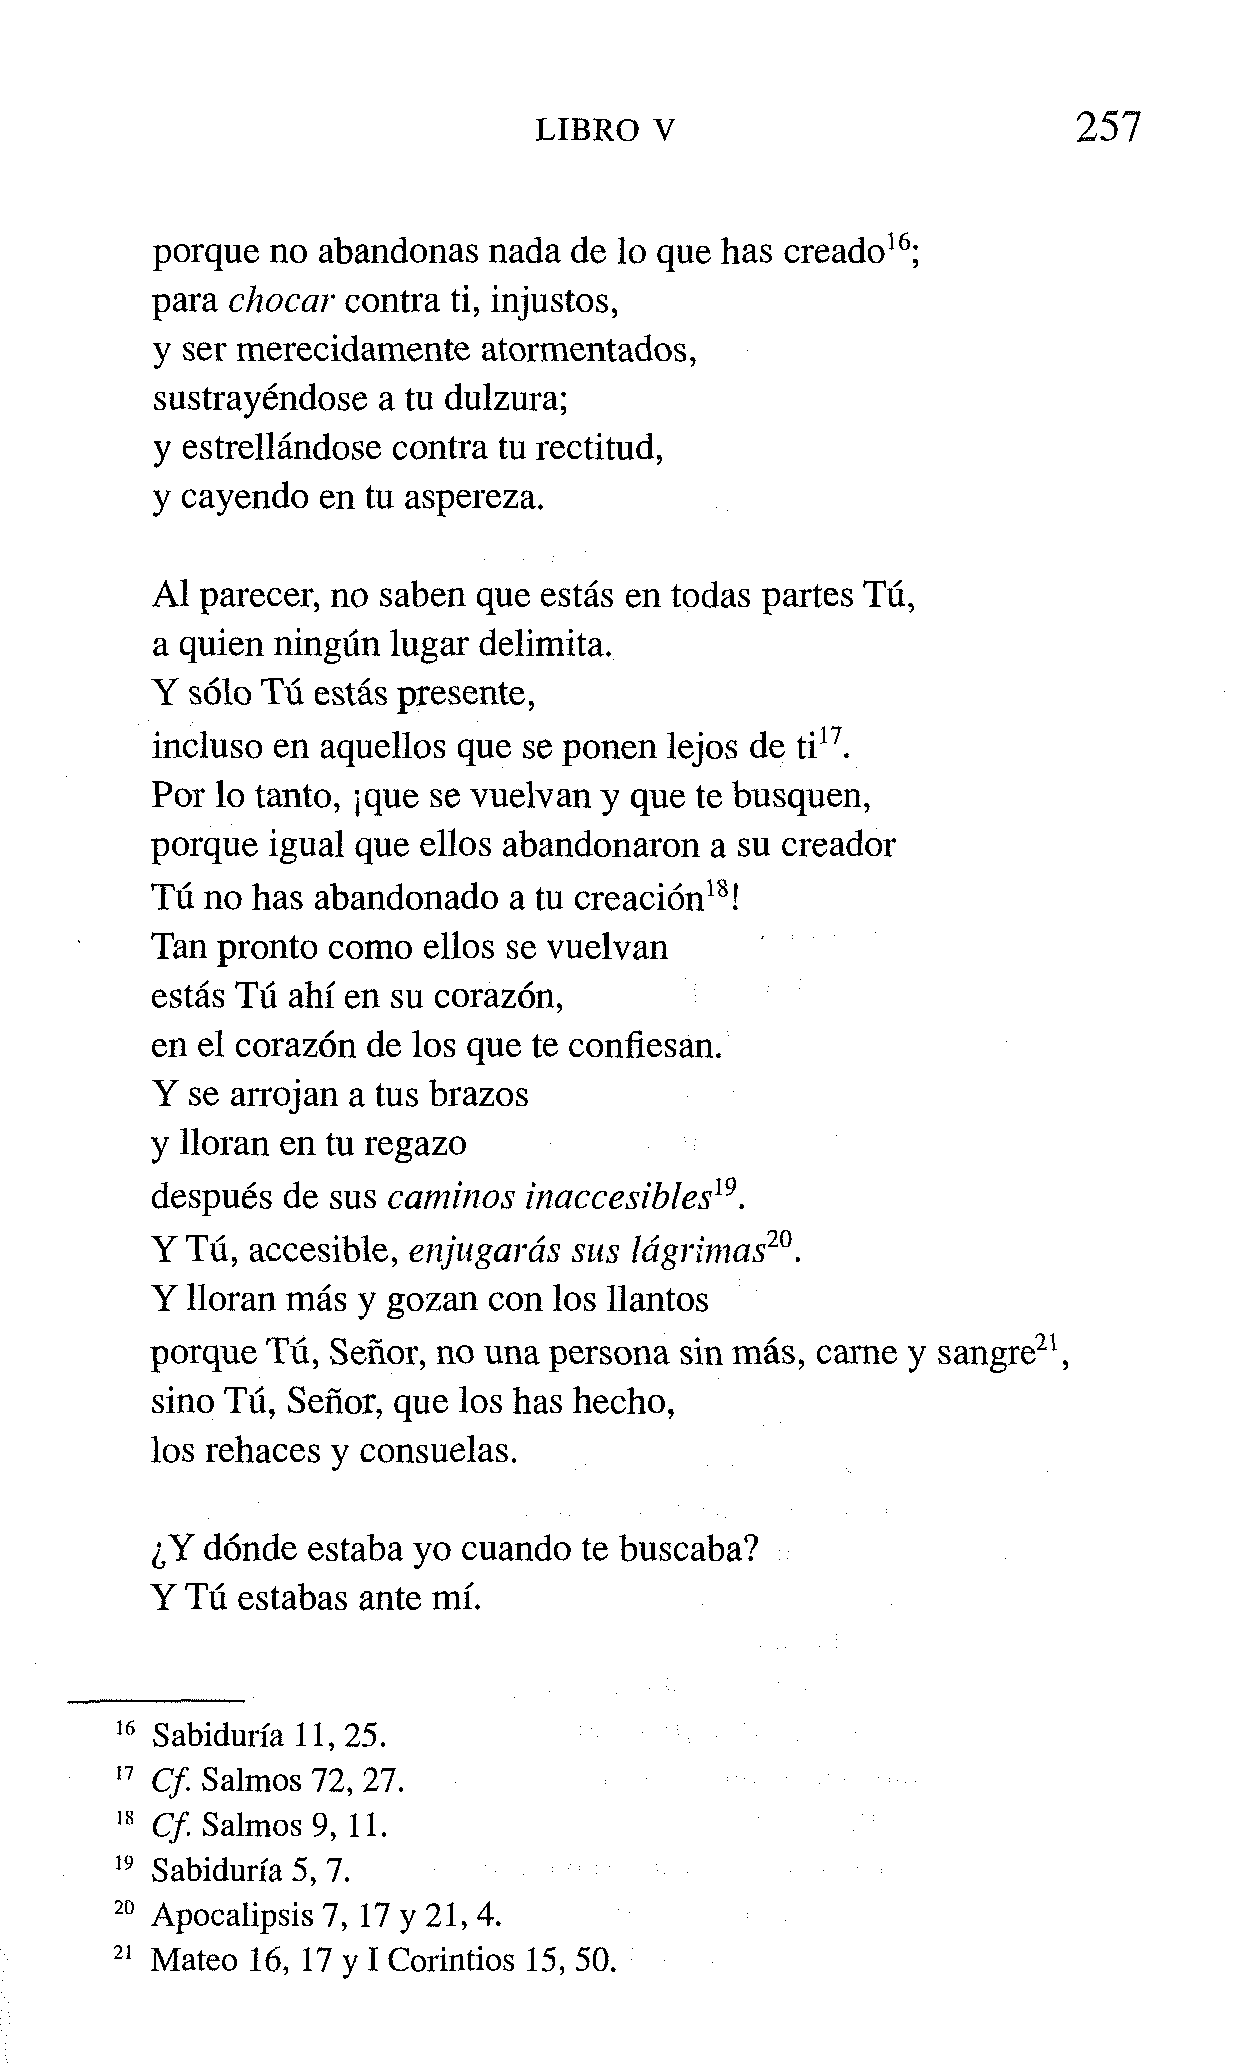 LIBRO V 257
porque no abandonas nada de lo que has creado¹⁶;
para chocar contra ti, injustos,
y ser merecidamente atormentados,
sustrayéndose a tu dulzura;
y estrellándose contra tu rectitud,
y cayendo en tu aspereza.
Al parecer, no saben que estás en todas partes Tú,
a quien ningún lugar delimita.
Y sólo Tú estás presente,
incluso en aquellos que se ponen lejos de ti¹⁷.
Por lo tanto, ¡que se vuelvan y que te busquen,
porque igual que ellos abandonaron a su creador
Tú no has abandonado a tu creación¹⁸!
Tan pronto como ellos se vuelvan
estás Tú ahí en su corazón,
en el corazón de los que te confiesan.
Y se arrojan a tus brazos
y lloran en tu regazo
después de sus caminos inaccesibles¹⁹.
Y Tú, accesible, enjugarás sus lágrimas²⁰.
Y lloran más y gozan con los llantos
porque Tú, Señor, no una persona sin más, carne y sangre²¹,
sino Tú, Señor, que los has hecho,
los rehaces y consuelas.
¿Y dónde estaba yo cuando te buscaba?
Y Tú estabas ante mí.
¹⁶ Sabiduría 11, 25.
¹⁷ Cf. Salmos 72, 27.
¹⁸ Cf. Salmos 9, 11.
¹⁹ Sabiduría 5, 7.
²⁰ Apocalipsis 7, 17 y 21, 4.
²¹ Mateo 16, 17 y I Corintios 15, 50.